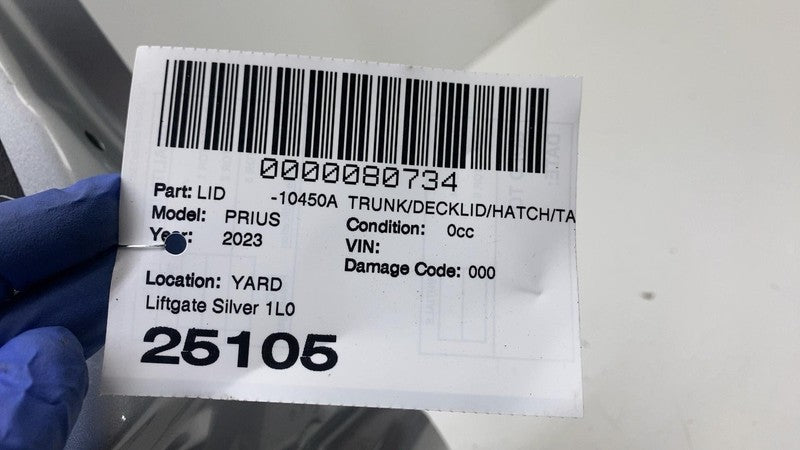 0000080734
Part: LID -10450A TRUNK/DECKLID/HATCH/TA
Model: PRIUS Condition: 0cc
Year: 2023 VIN:
Damage Code: 000
Location: YARD
Liftgate Silver 1L0
25105